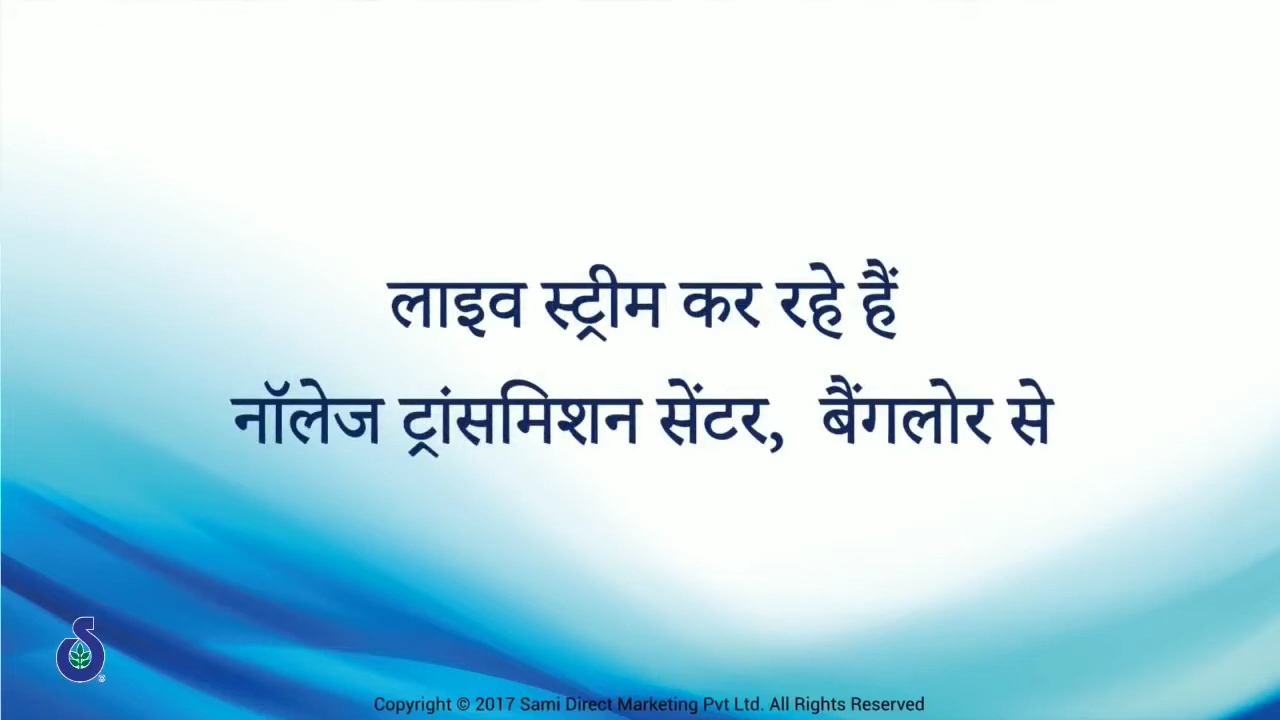 लाइव स्ट्रीम कर रहे हैं
नॉलेज ट्रांसमिशन सेंटर, बैंगलोर से
Copyright © 2017 Sami Direct Marketing Pvt Ltd. All Rights Reserved